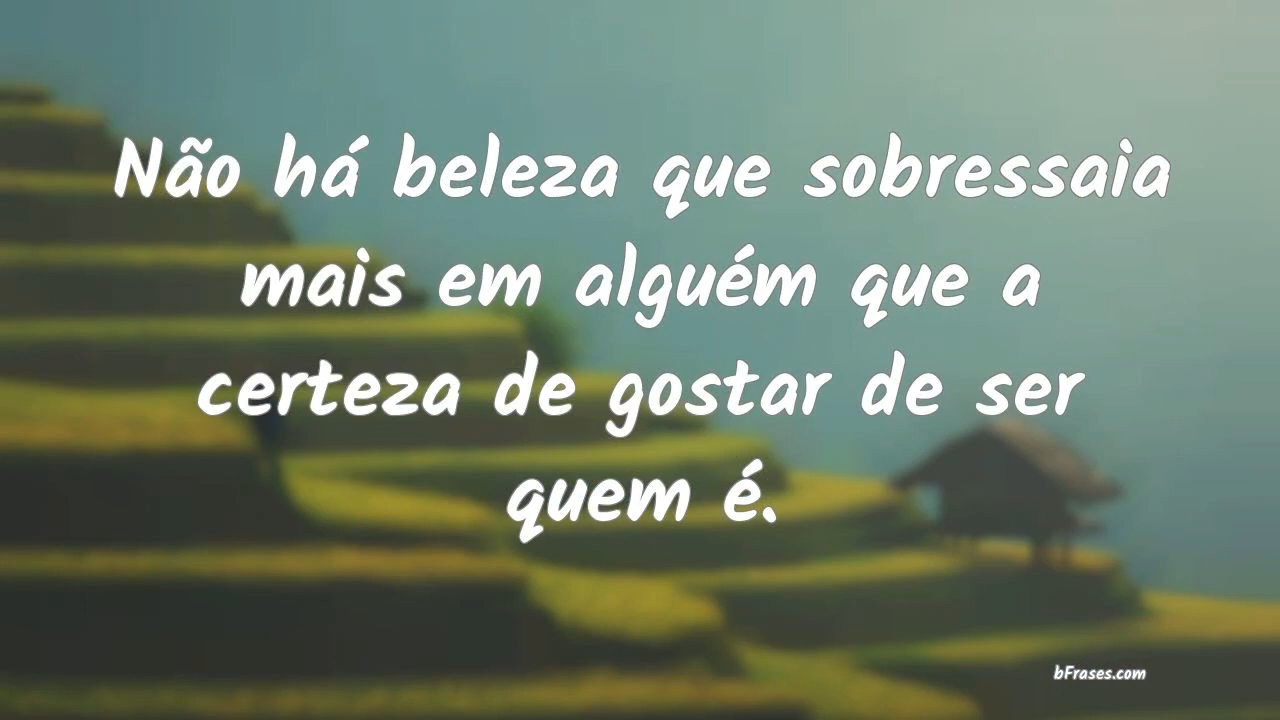 Não há beleza que sobressaia
mais em alguém que a
certeza de gostar de ser
quem é.
bFrases.com